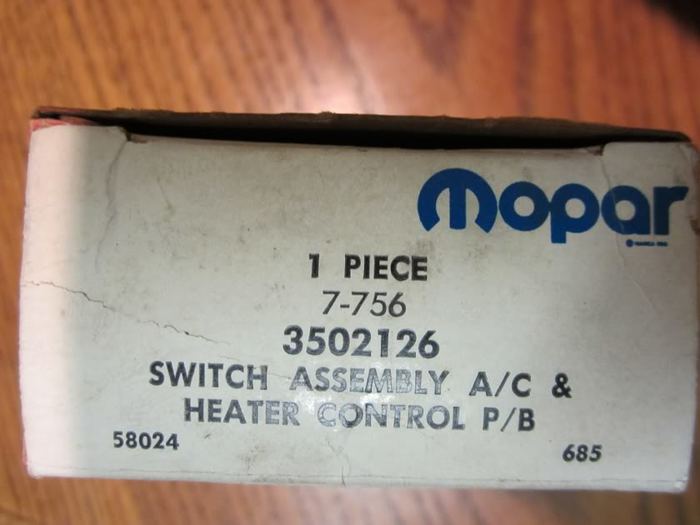 mopar
1 PIECE
7-756
3502126
SWITCH ASSEMBLY A/C &
HEATER CONTROL P/B
58024
685